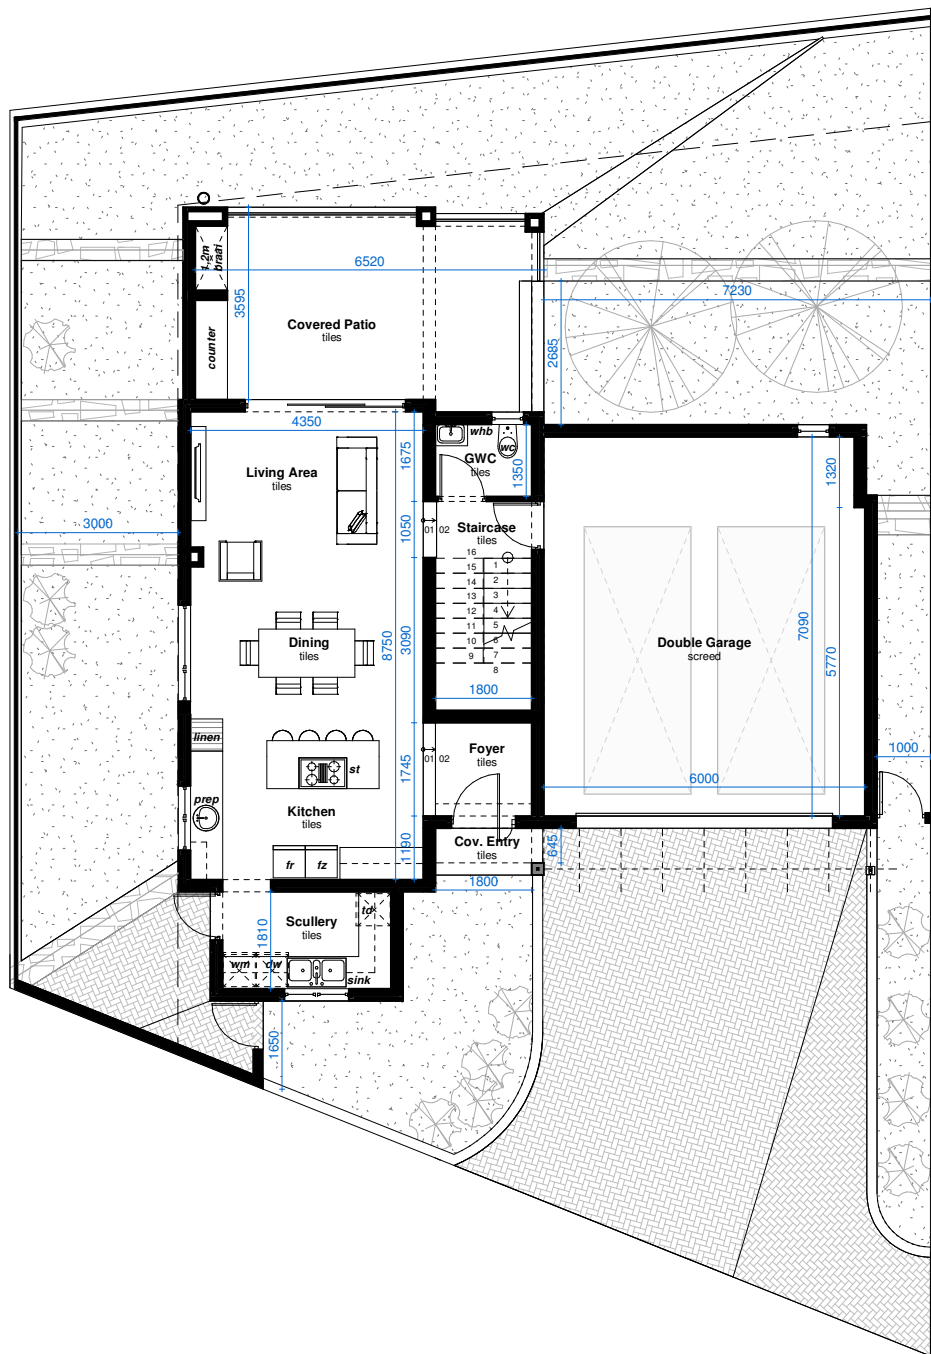 1,2m
braai
6520
3595
7230
Covered Patio
tiles
counter
2685
4350
whb
wc
GWC
tiles
1675
1350
1320
Living Area
tiles
3000
1050
01 02
Staircase
tiles
16
15
14
13
12
11
10
9
1
2
3
4
5
6
7
8
Dining
tiles
8750
3090
7090
5770
Double Garage
screed
1800
linen
Foyer
tiles
01 02
1745
st
1000
6000
prep
Kitchen
tiles
1190
Cov. Entry
tiles
645
fr
fz
1800
td
Scullery
tiles
1810
wm
dw
sink
1650